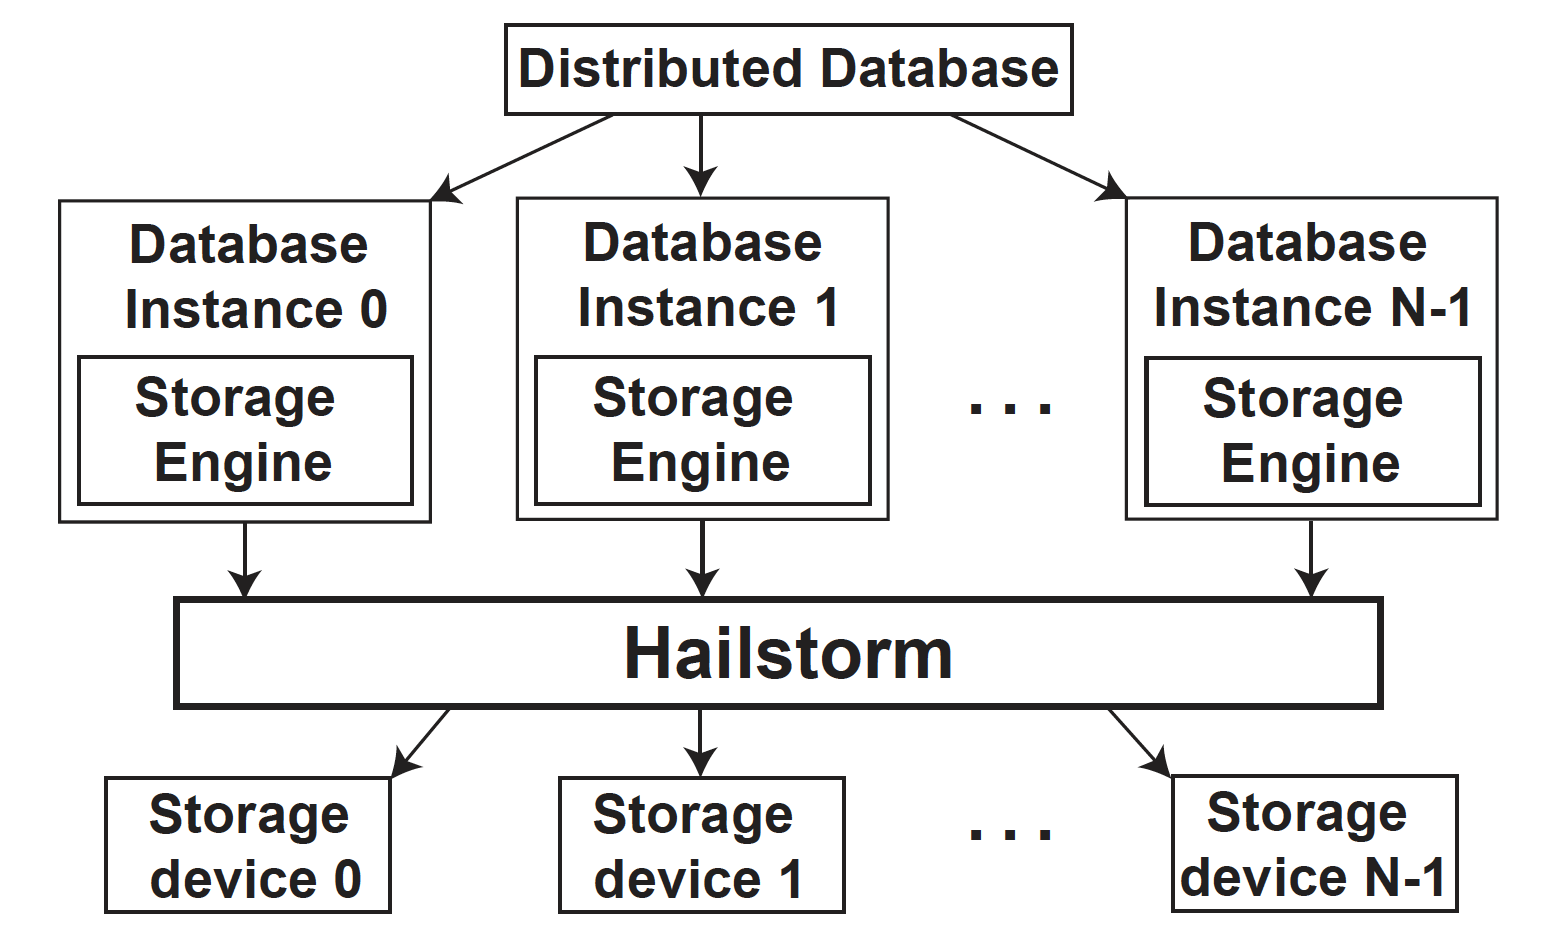 Distributed Database
Database
Instance 0
Storage
Engine
Database
Instance 1
Storage
Engine
. . .
Database
Instance N-1
Storage
Engine
Hailstorm
Storage
device 0
Storage
device 1
. . .
Storage
device N-1